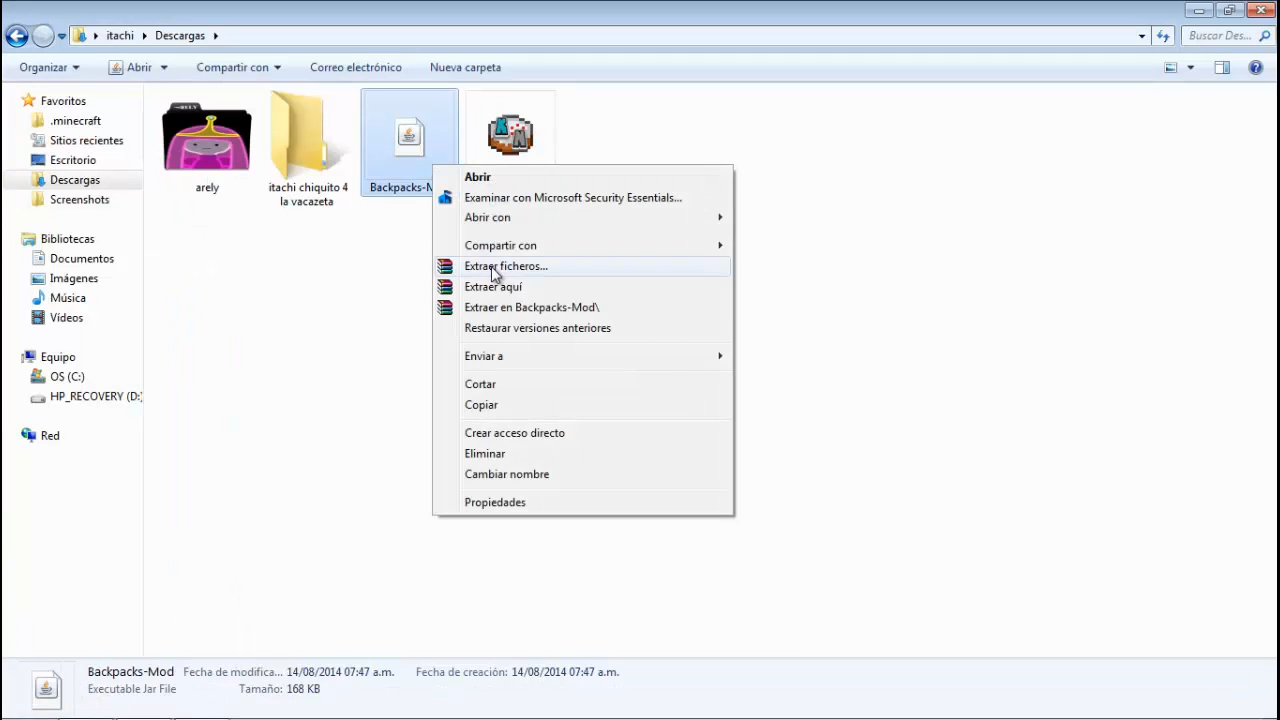 itachi Descargas
Buscar Des...
Organizar Abrir Compartir con Correo electrónico Nueva carpeta
Favoritos
.minecraft
Sitios recientes
Escritorio
Descargas
Screenshots
Bibliotecas
Documentos
Imágenes
Música
Vídeos
Equipo
OS (C:)
HP_RECOVERY (D:)
Red
arely
itachi chiquito 4
la vacazeta
Backpacks-M
Abrir
Examinar con Microsoft Security Essentials...
Abrir con
Compartir con
Extraer ficheros...
Extraer aquí
Extraer en Backpacks-Mod\
Restaurar versiones anteriores
Enviar a
Cortar
Copiar
Crear acceso directo
Eliminar
Cambiar nombre
Propiedades
Backpacks-Mod Fecha de modifica... 14/08/2014 07:47 a.m. Fecha de creación: 14/08/2014 07:47 a.m.
Executable Jar File Tamaño: 168 KB